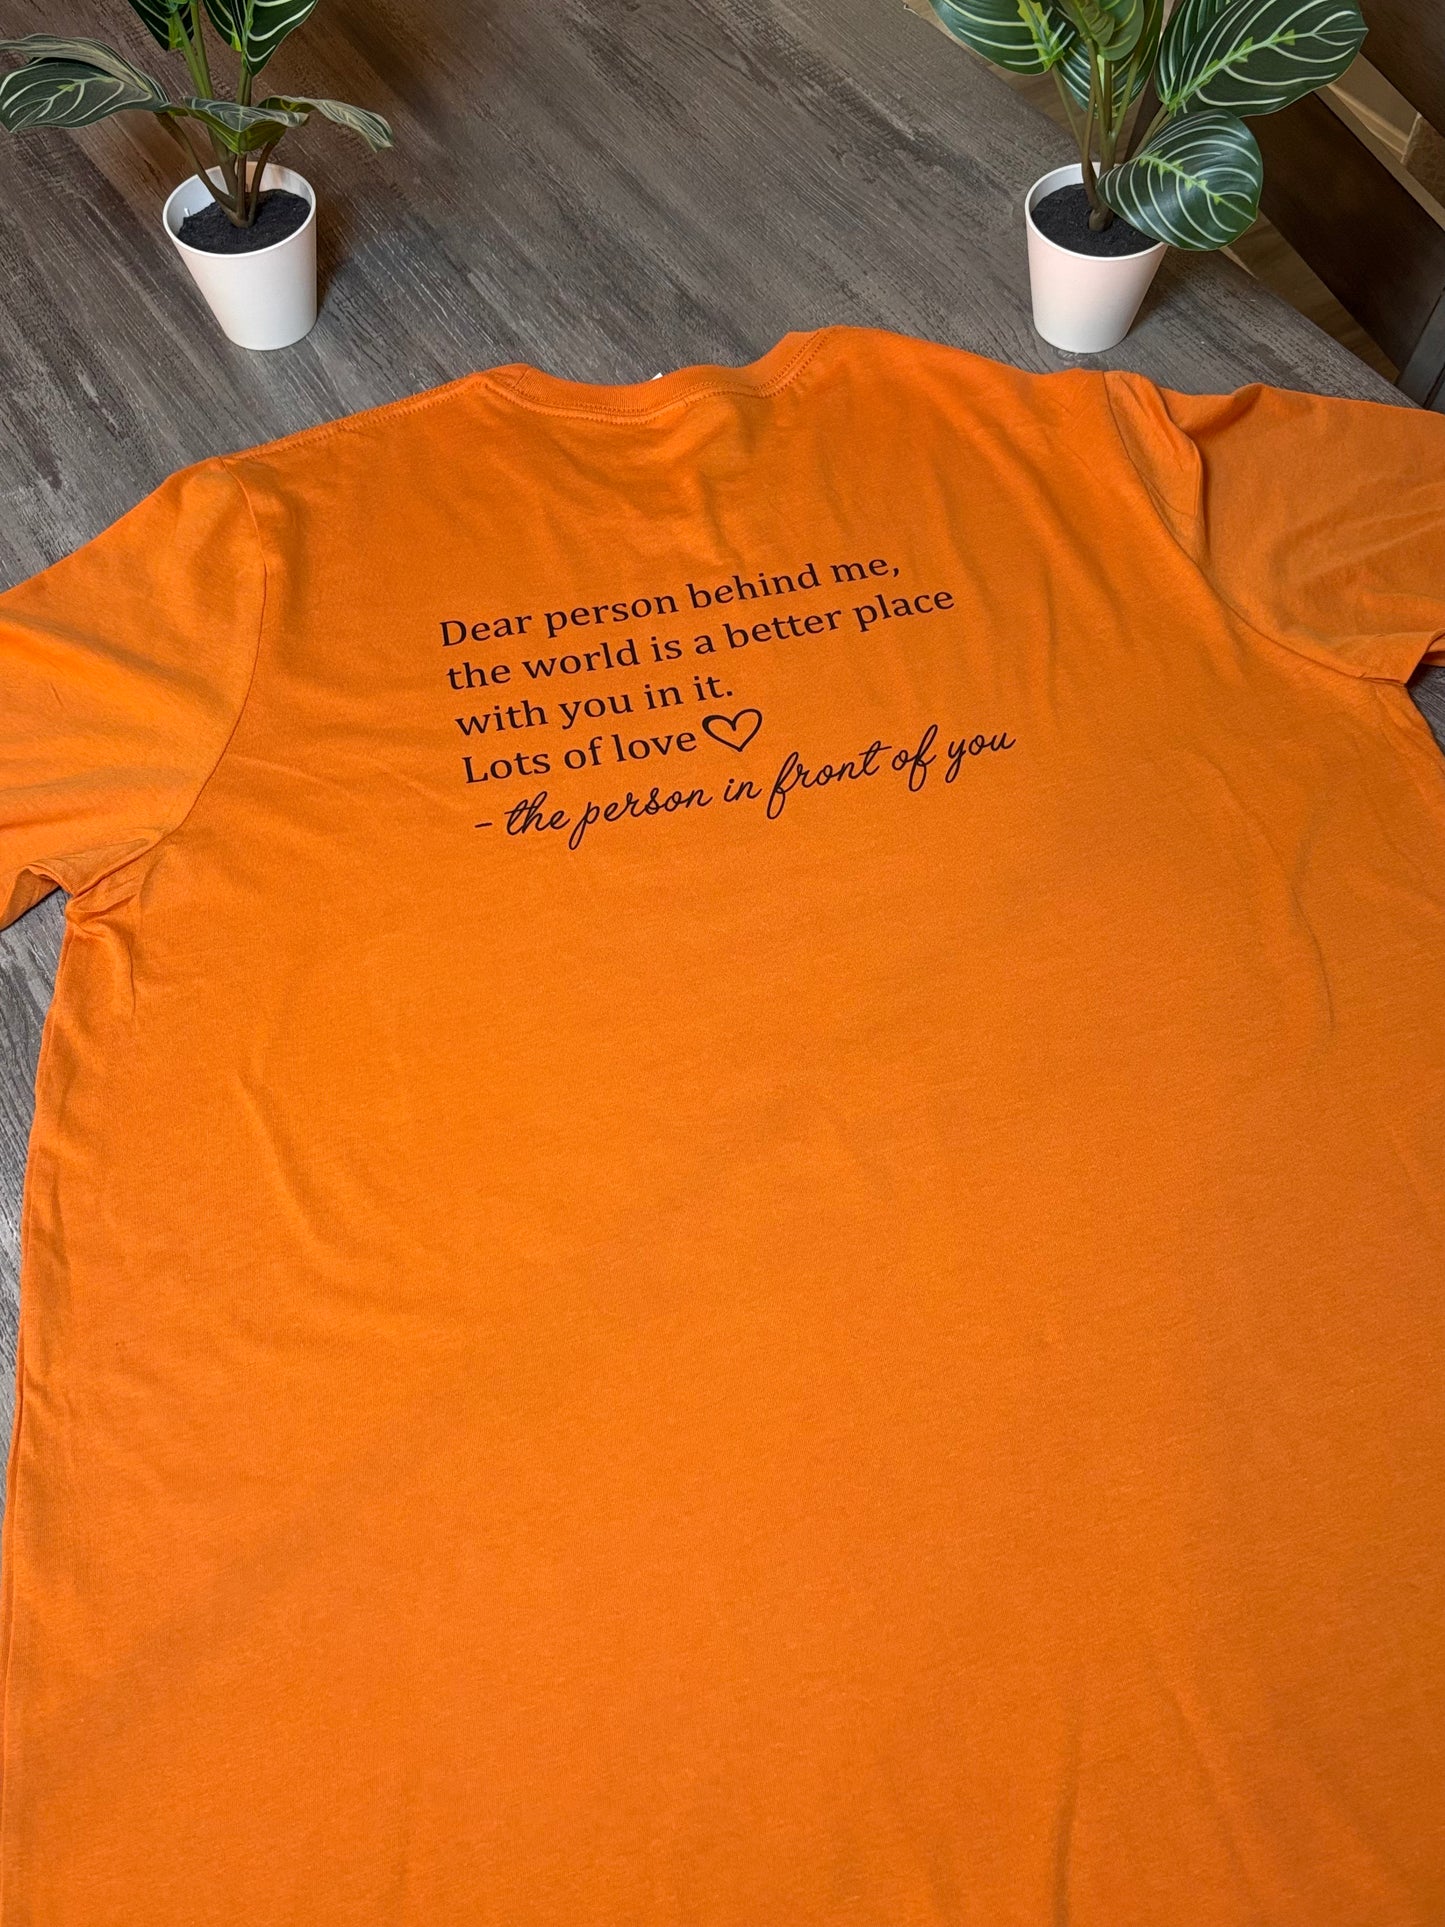 Dear person behind me,
the world is a better place
with you in it.
Lots of love ♡
- the person in front of you